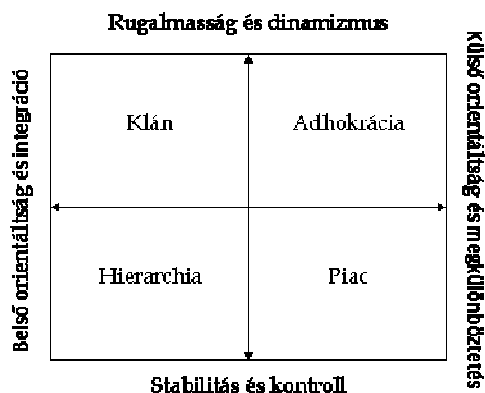 Rugalmasság és dinamizmus
Belső orientáltság és integráció
Klán
Adhokrácia
Külső orientáltság és megkülönböztetés
Hierarchia
Piac
Stabilitás és kontroll